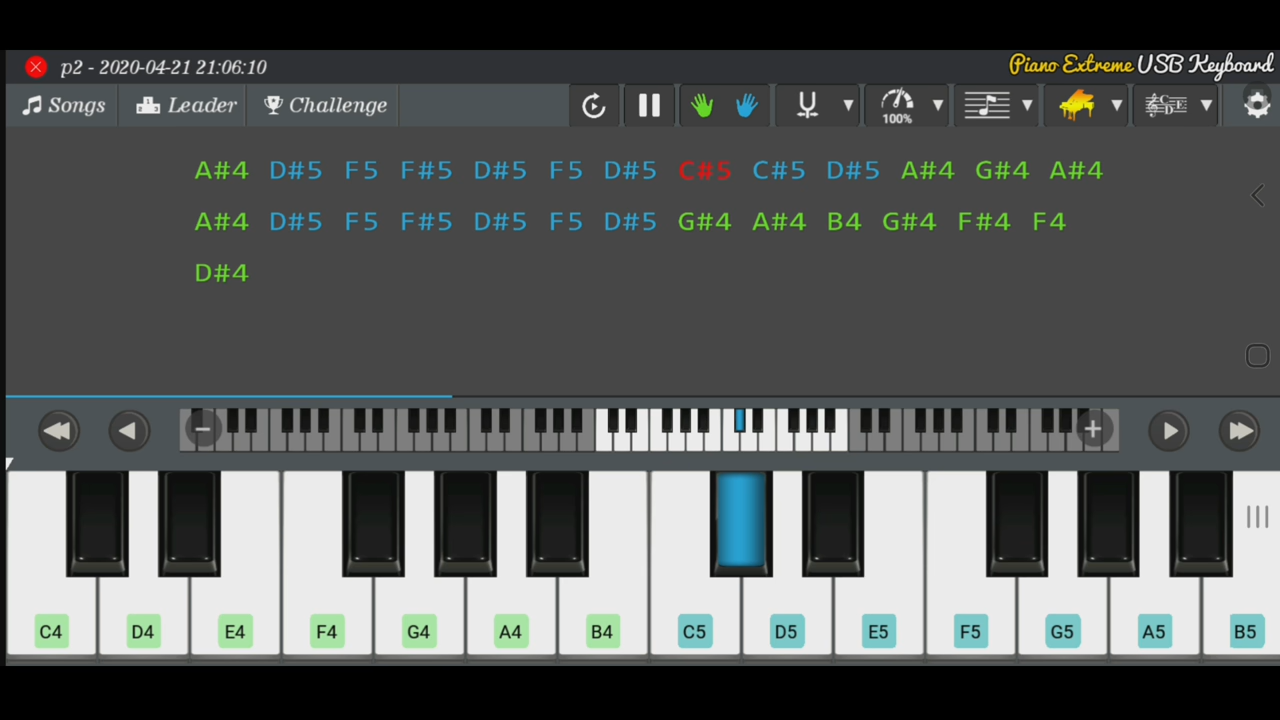 p2 - 2020-04-21 21:06:10
Piano Extreme USB Keyboard
Songs Leader Challenge
100%
A#4 D#5 F5 F#5 D#5 F5 D#5 C#5 C#5 D#5 A#4 G#4 A#4
A#4 D#5 F5 F#5 D#5 F5 D#5 G#4 A#4 B4 G#4 F#4 F4
D#4
C4 D4 E4 F4 G4 A4 B4 C5 D5 E5 F5 G5 A5 B5